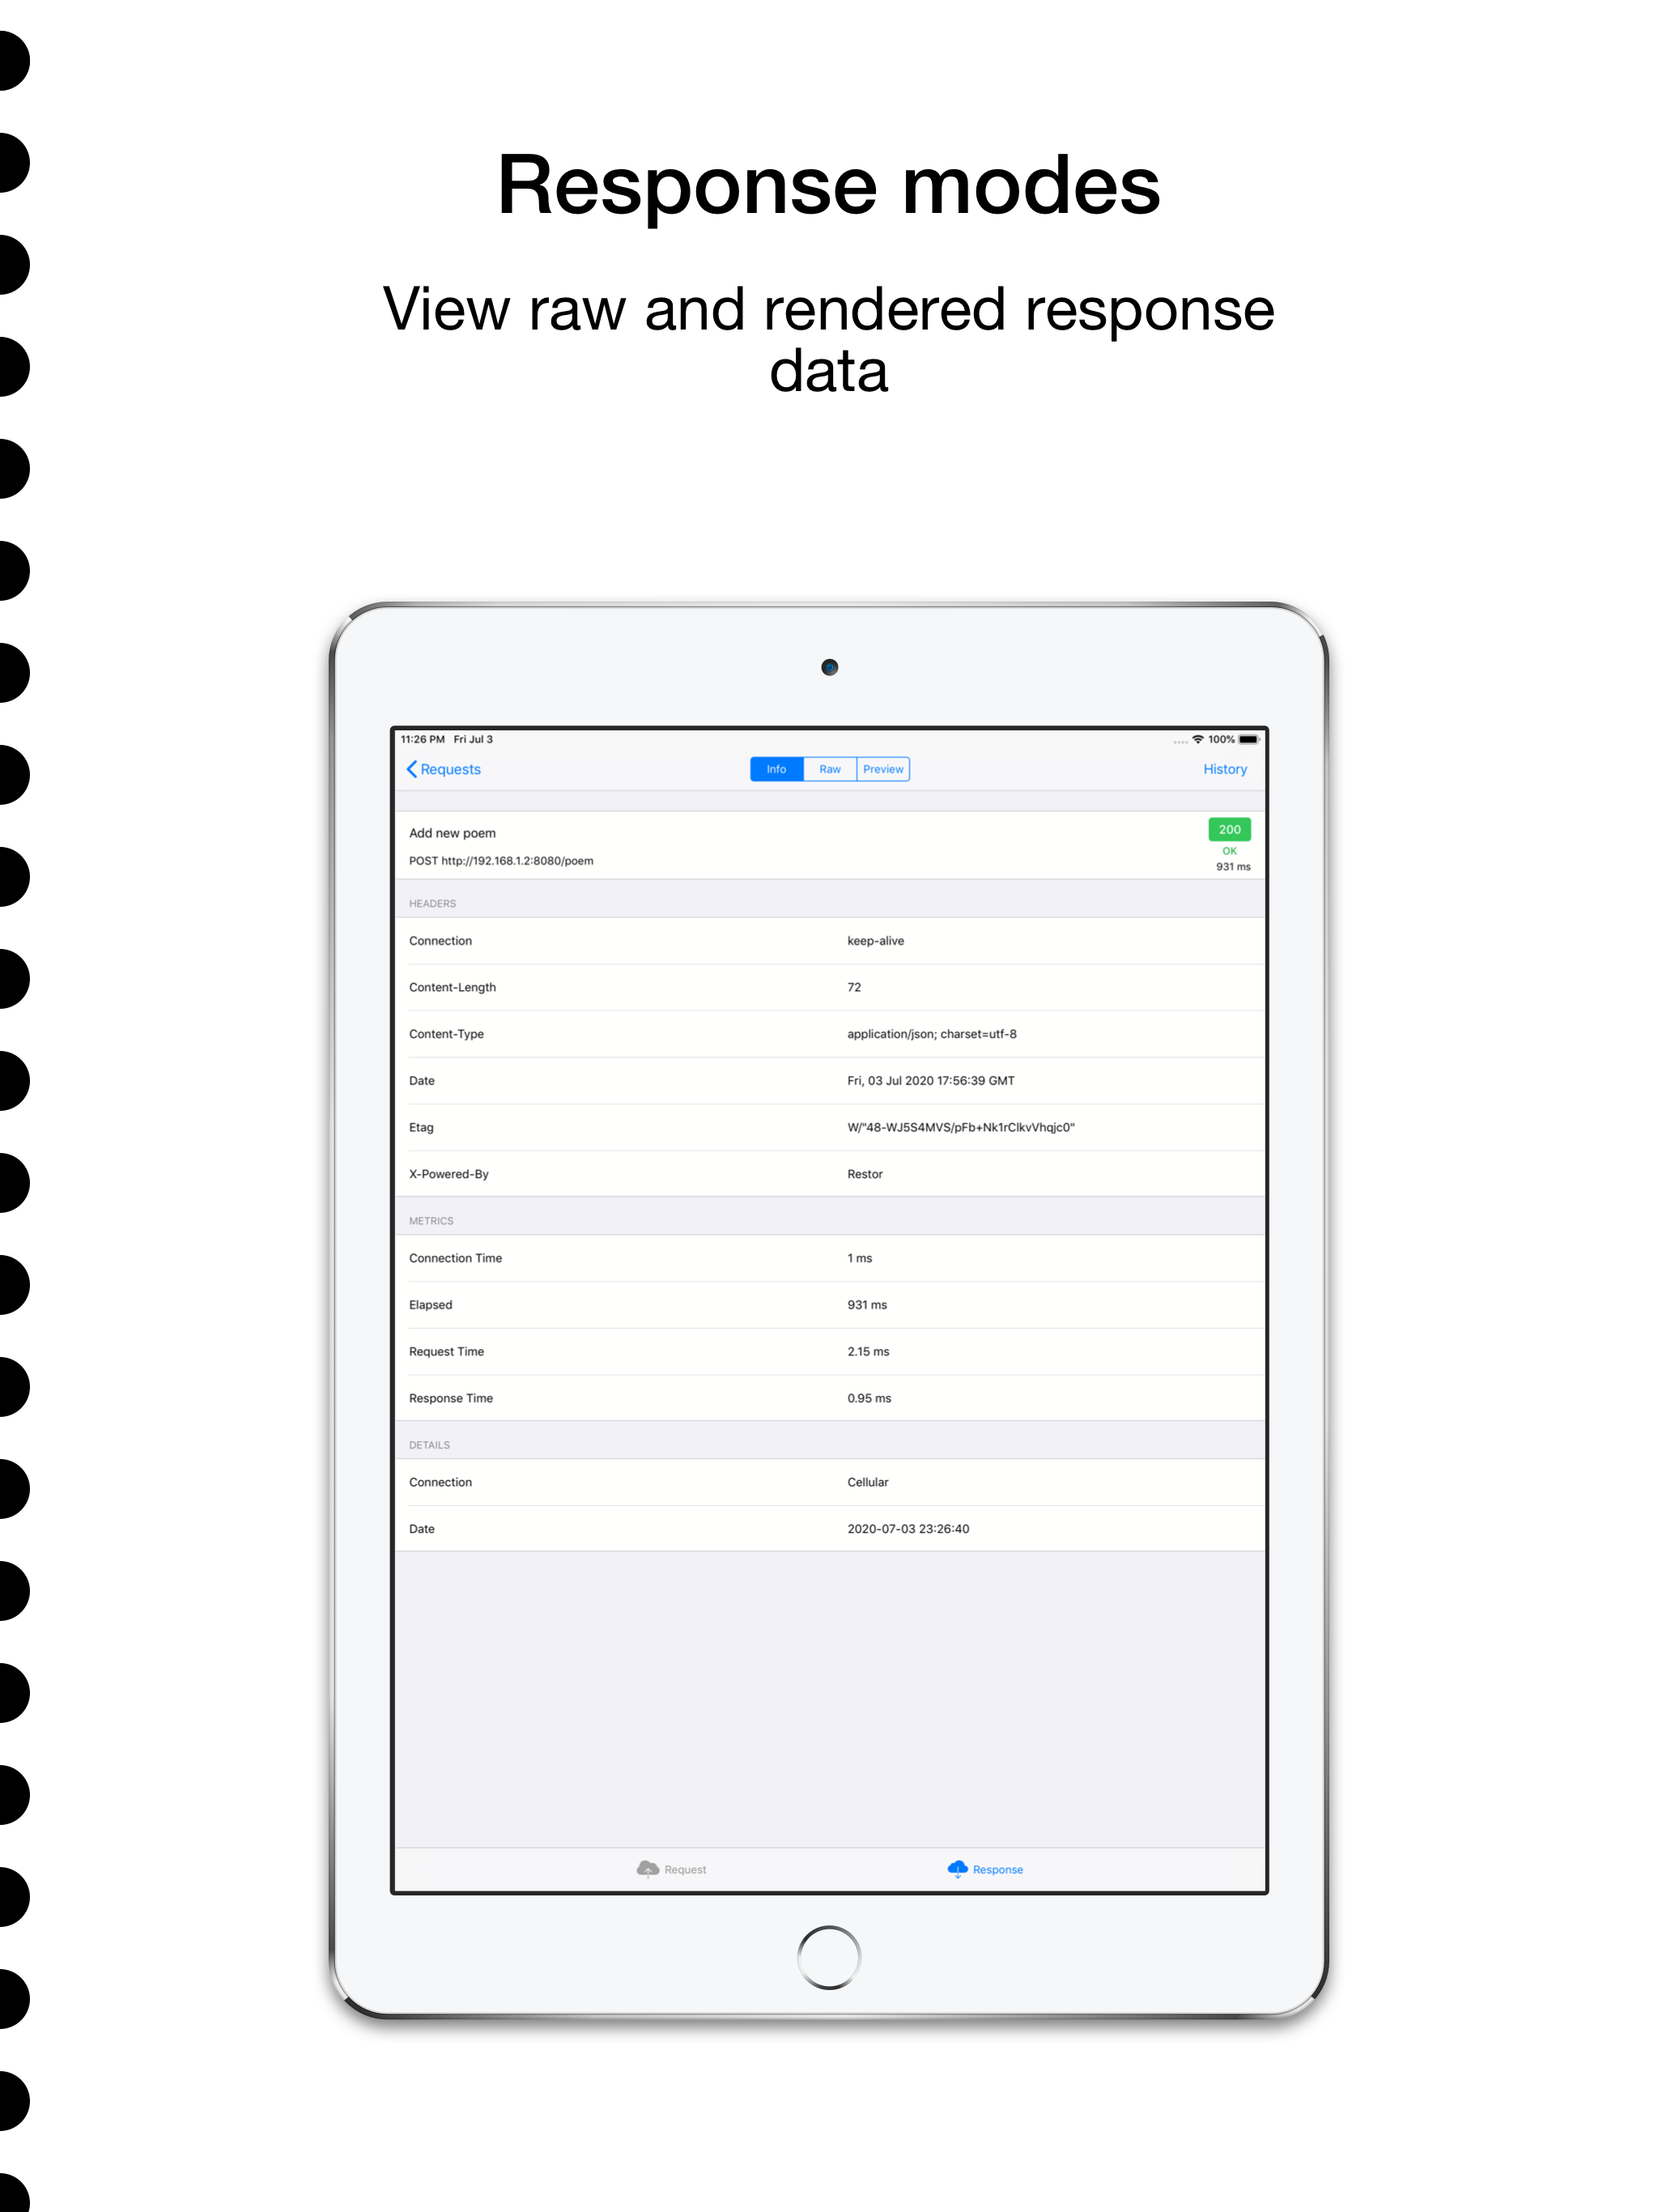 Response modes
View raw and rendered response
data
11:26 PM Fri Jul 3
100%
Requests
Info
Raw
Preview
History
Add new poem
200
OK
POST http://192.168.1.2:8080/poem
931 ms
HEADERS
Connection keep-alive
Content-Length 72
Content-Type application/json; charset=utf-8
Date Fri, 03 Jul 2020 17:56:39 GMT
Etag W/"48-WJ5S4MVS/pFb+Nk1rClkvVhqjc0"
X-Powered-By Restor
METRICS
Connection Time 1 ms
Elapsed 931 ms
Request Time 2.15 ms
Response Time 0.95 ms
DETAILS
Connection Cellular
Date 2020-07-03 23:26:40
Request
Response